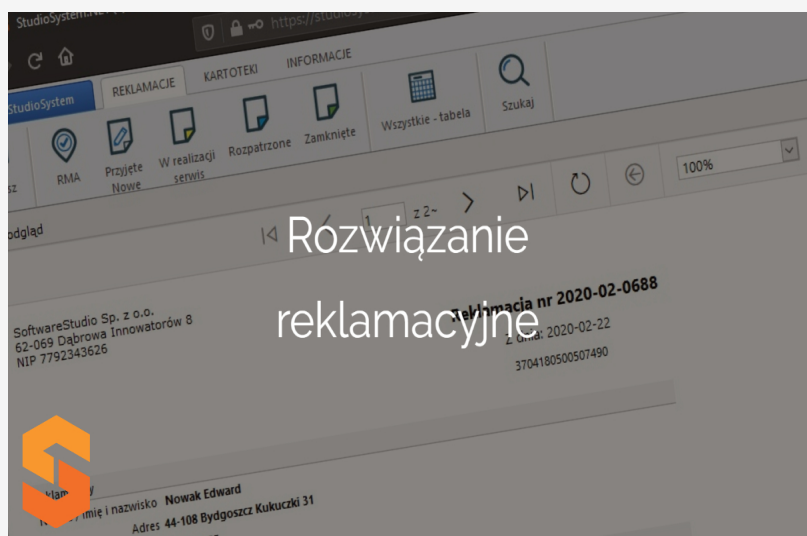 StudioSystem.NET
https://studiosy
StudioSystem
REKLAMACJE
KARTOTEKI
INFORMACJE
RMA
Przyjęte
Nowe
W realizacji
serwis
Rozpatrzone
Zamknięte
Wszystkie - tabela
Szukaj
odgląd
1
z 2~
100%
Rozwiązanie
reklamacyjne
SoftwareStudio Sp. z o.o.
62-069 Dąbrowa Innowatorów 8
NIP 7792343626
Reklamacja nr 2020-02-0688
Z dnia: 2020-02-22
3704180500507490
imię i nazwisko Nowak Edward
Adres 44-108 Bydgoszcz Kukuczki 31